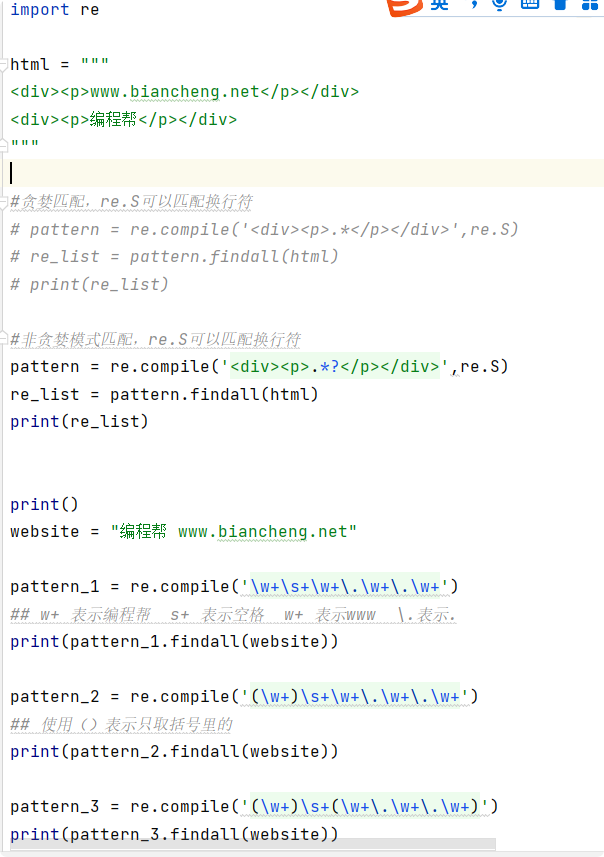 英
import re
html = """
<div><p>www.biancheng.net</p></div>
<div><p>编程帮</p></div>
"""
#贪婪匹配，re.S可以匹配换行符
# pattern = re.compile('<div><p>.*</p></div>',re.S)
# re_list = pattern.findall(html)
# print(re_list)
#非贪婪模式匹配，re.S可以匹配换行符
pattern = re.compile('<div><p>.*?</p></div>',re.S)
re_list = pattern.findall(html)
print(re_list)
print()
website = "编程帮 www.biancheng.net"
pattern_1 = re.compile('\w+\s+\w+\.\w+\.\w+')
## w+ 表示编程帮  s+ 表示空格  w+ 表示www  \.表示.
print(pattern_1.findall(website))
pattern_2 = re.compile('(\w+)\s+\w+\.\w+\.\w+')
## 使用（）表示只取括号里的
print(pattern_2.findall(website))
pattern_3 = re.compile('(\w+)\s+(\w+\.\w+\.\w+)')
print(pattern_3.findall(website))